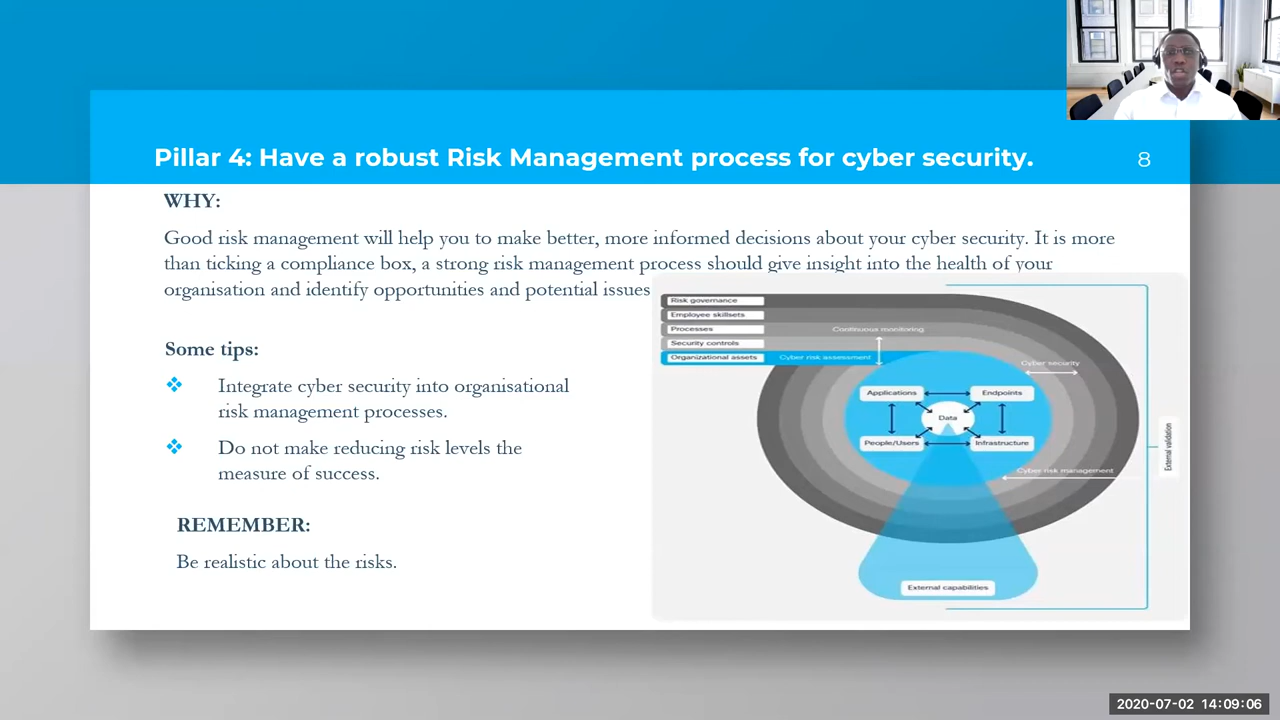 Pillar 4: Have a robust Risk Management process for cyber security.
8
WHY:
Good risk management will help you to make better, more informed decisions about your cyber security. It is more
than ticking a compliance box, a strong risk management process should give insight into the health of your
organisation and identify opportunities and potential issues
Some tips:
Integrate cyber security into organisational
risk management processes.
Do not make reducing risk levels the
measure of success.
REMEMBER:
Be realistic about the risks.
Risk governance
Employee skillsets
Processes
Security controls
Organizational assets
Cyber risk assessment
Continuous monitoring
Cyber security
Applications
Endpoints
Data
People/Users
Infrastructure
Cyber risk management
External validation
External capabilities
2020-07-02 14:09:06